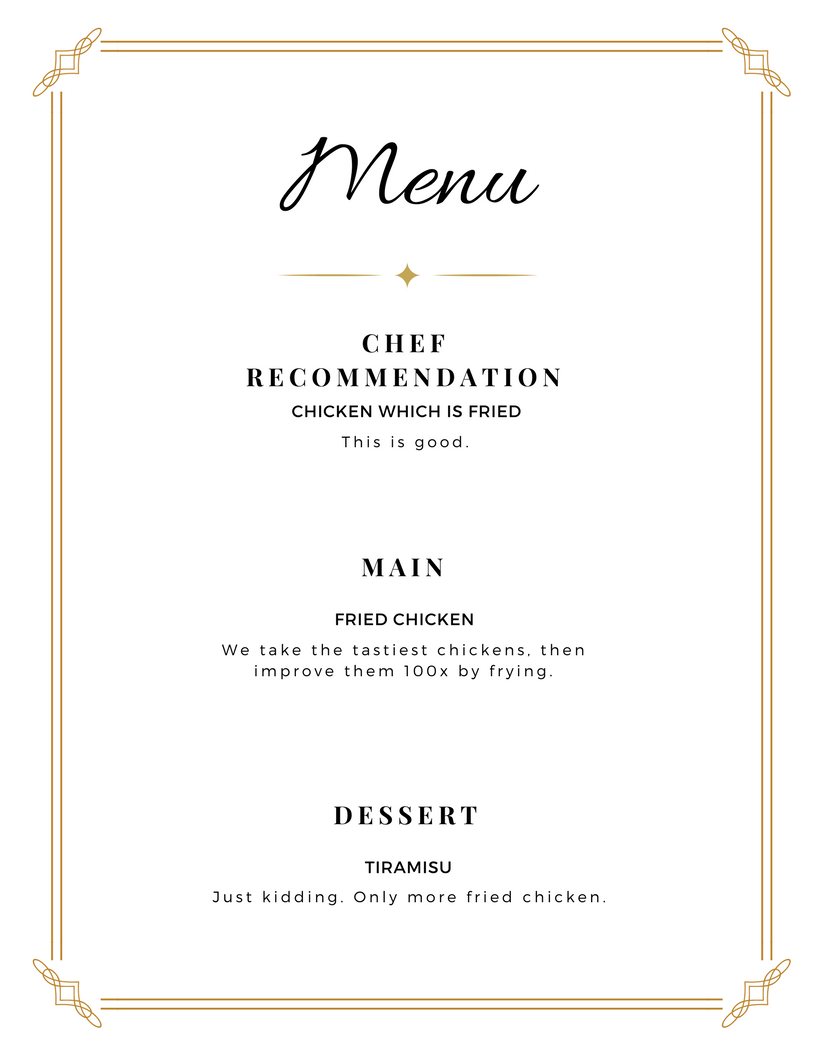 Menu
CHEF
RECOMMENDATION
CHICKEN WHICH IS FRIED
This is good.
MAIN
FRIED CHICKEN
We take the tastiest chickens, then
improve them 100x by frying.
DESSERT
TIRAMISU
Just kidding. Only more fried chicken.